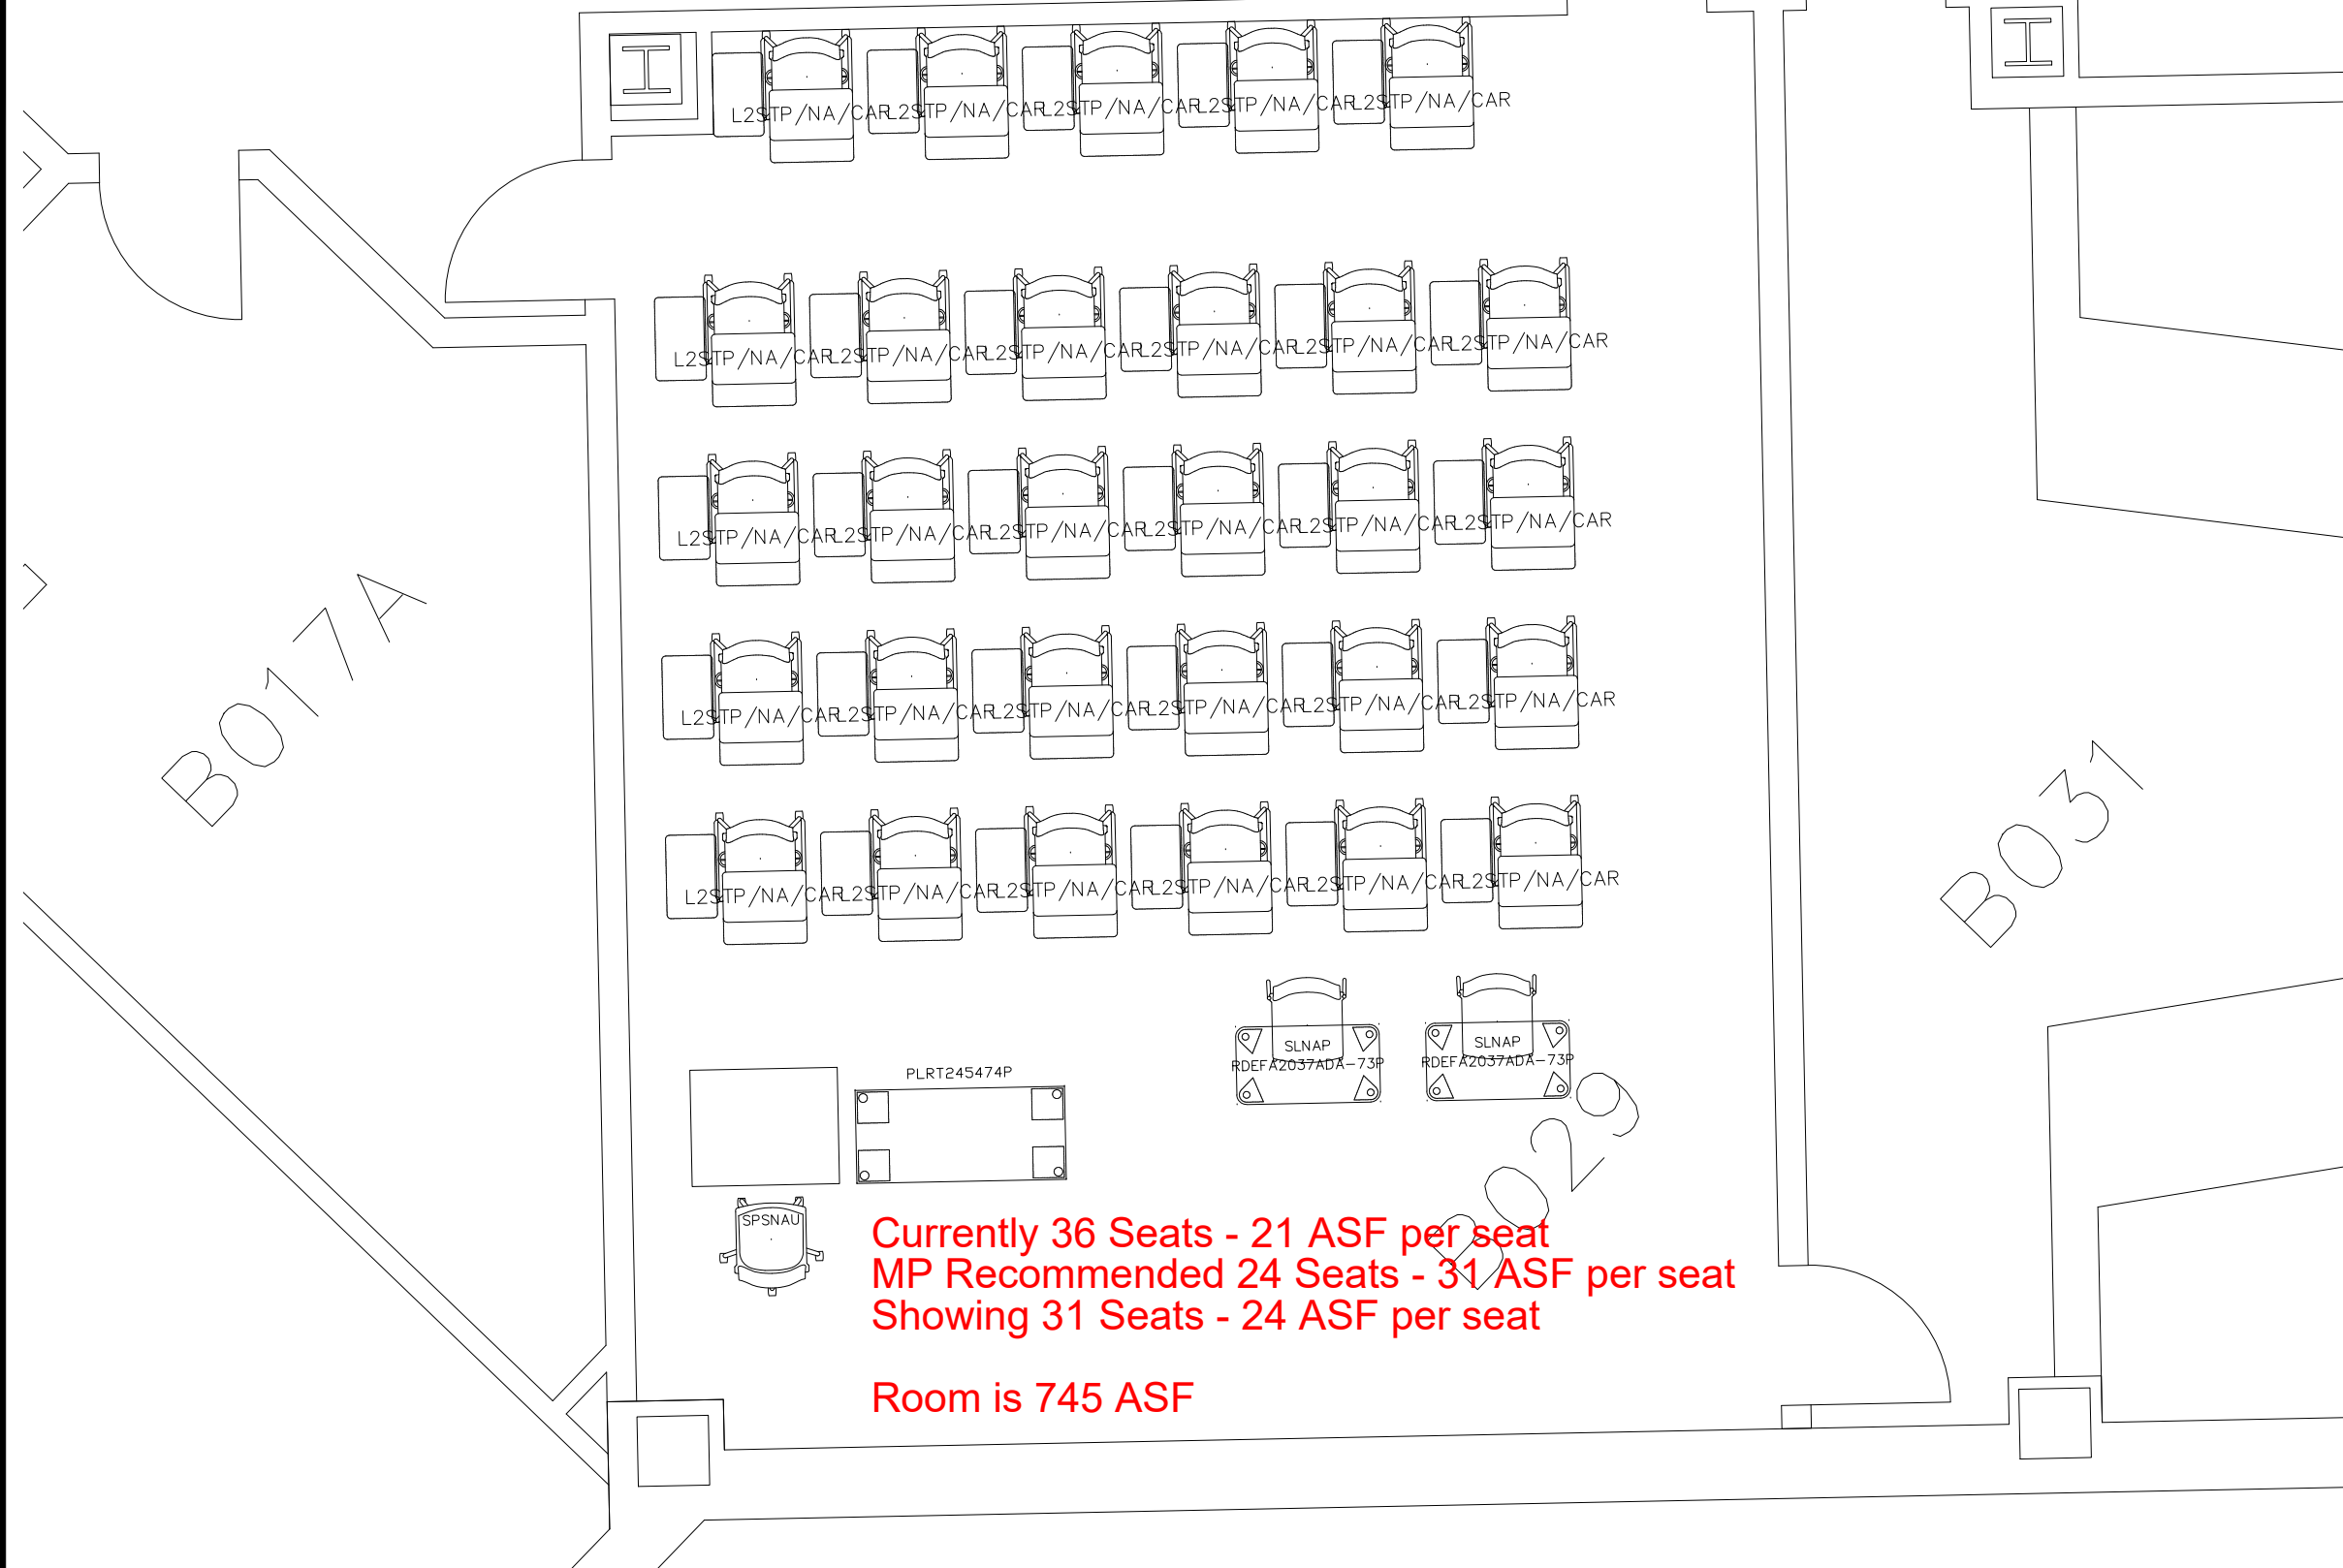 L2STP/NA/CAR L2STP/NA/CAR L2STP/NA/CAR L2STP/NA/CAR L2STP/NA/CAR
L2STP/NA/CAR L2STP/NA/CAR L2STP/NA/CAR L2STP/NA/CAR L2STP/NA/CAR L2STP/NA/CAR
L2STP/NA/CAR L2STP/NA/CAR L2STP/NA/CAR L2STP/NA/CAR L2STP/NA/CAR L2STP/NA/CAR
B017A
L2STP/NA/CAR L2STP/NA/CAR L2STP/NA/CAR L2STP/NA/CAR L2STP/NA/CAR L2STP/NA/CAR
B031
L2STP/NA/CAR L2STP/NA/CAR L2STP/NA/CAR L2STP/NA/CAR L2STP/NA/CAR L2STP/NA/CAR
SLNAP
RDEFA2037ADA-73P
SLNAP
RDEFA2037ADA-73P
PLRT245474P
B029
SPSNAU
Currently 36 Seats - 21 ASF per seat
MP Recommended 24 Seats - 31 ASF per seat
Showing 31 Seats - 24 ASF per seat
Room is 745 ASF